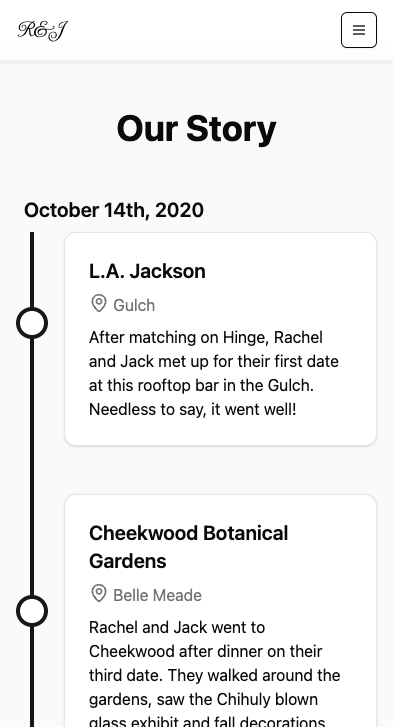 R&J
Our Story
October 14th, 2020
L.A. Jackson
Gulch
After matching on Hinge, Rachel
and Jack met up for their first date
at this rooftop bar in the Gulch.
Needless to say, it went well!
Cheekwood Botanical
Gardens
Belle Meade
Rachel and Jack went to
Cheekwood after dinner on their
third date. They walked around the
gardens, saw the Chihuly blown
glass exhibit and fall decorations